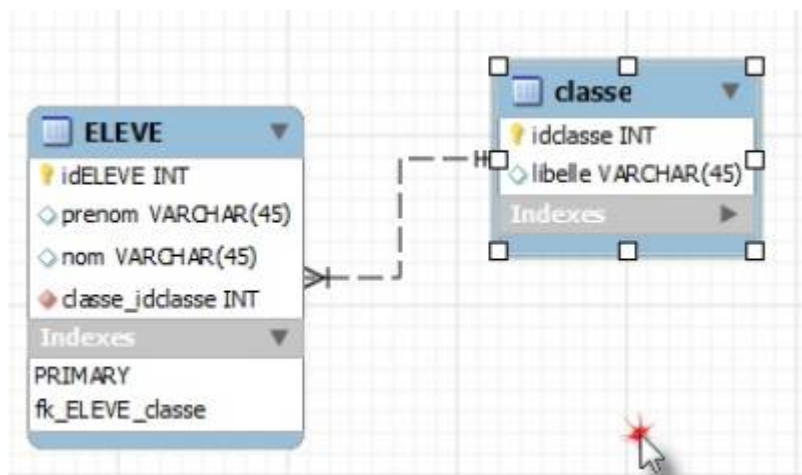 ELEVE
idELEVE INT
prenom VARCHAR(45)
nom VARCHAR(45)
classe_idclasse INT
Indexes
PRIMARY
fk_ELEVE_classe
classe
idclasse INT
libelle VARCHAR(45)
Indexes